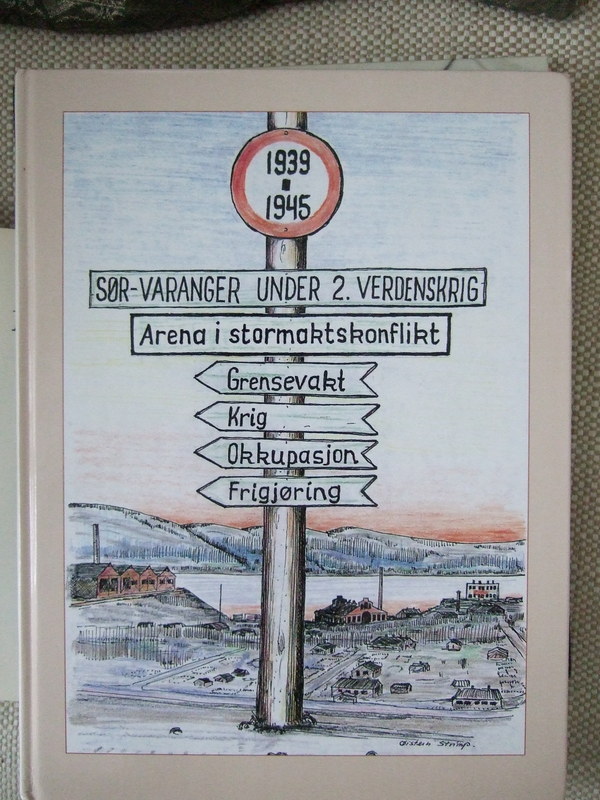 1939
1945
SØR-VARANGER UNDER 2. VERDENSKRIG
Arena i stormaktskonflikt
Grensevakt
Krig
Okkupasjon
Frigjøring